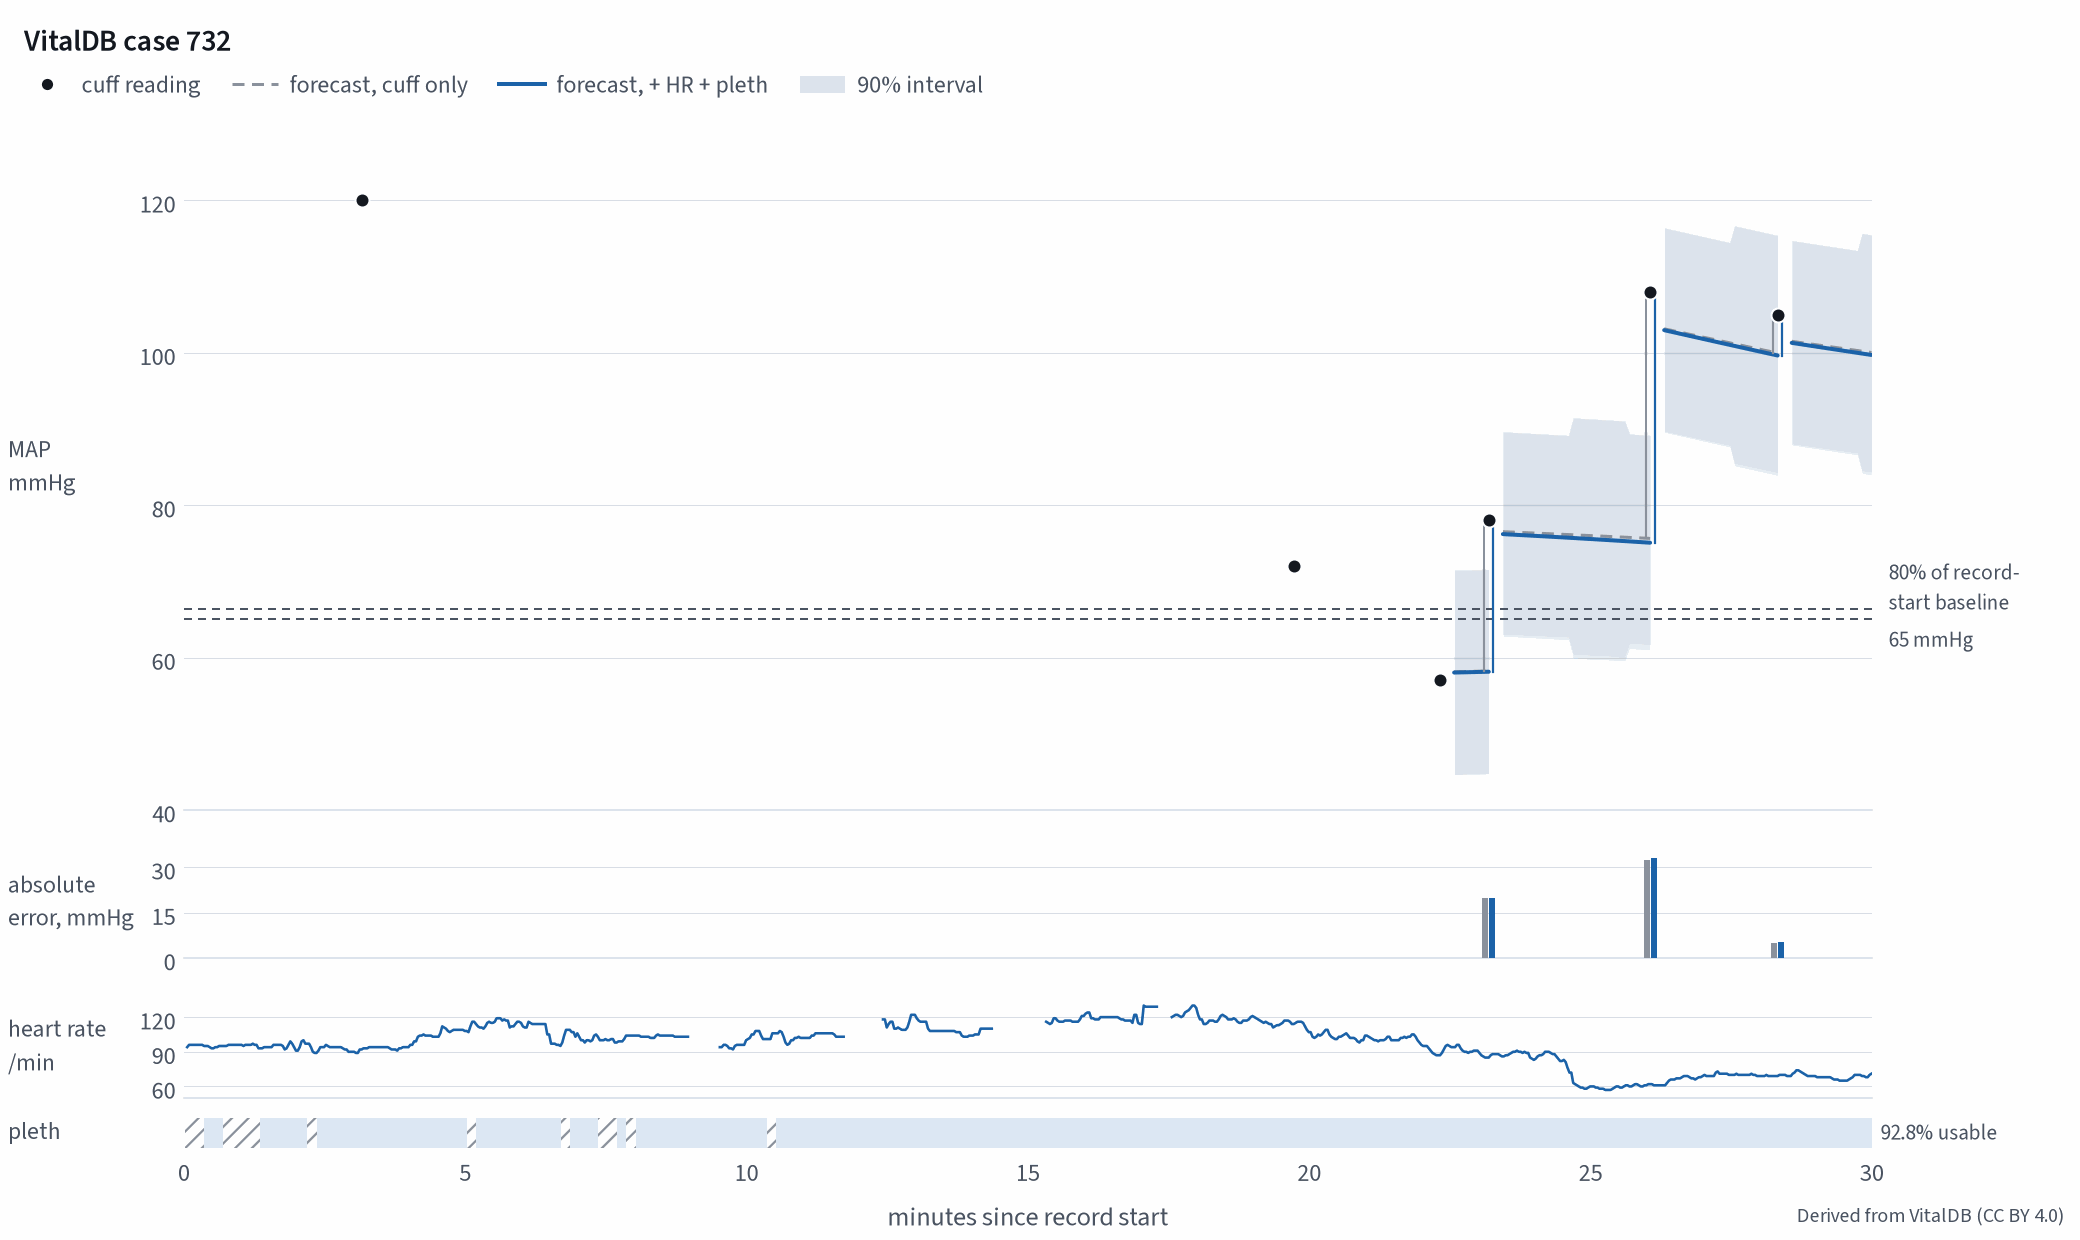 VitalDB case 732
cuff reading
forecast, cuff only
forecast, + HR + pleth
90% interval
120
100
80
60
40
MAP
mmHg
80% of record-
start baseline
65 mmHg
absolute
error, mmHg
30
15
0
heart rate
/min
120
90
60
pleth
92.8% usable
0
5
10
15
20
25
30
minutes since record start
Derived from VitalDB (CC BY 4.0)